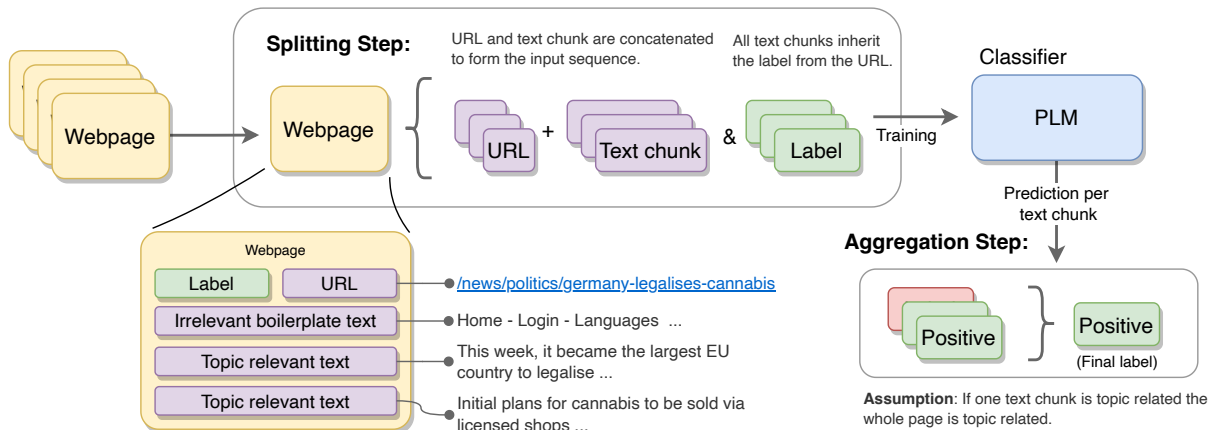 Splitting Step:
URL and text chunk are concatenated
to form the input sequence.
All text chunks inherit
the label from the URL.
Classifier
Webpage
Webpage
URL
+
Text chunk
&
Label
Training
PLM
Prediction per
text chunk
Aggregation Step:
Webpage
Label
URL
/news/politics/germany-legalises-cannabis
Irrelevant boilerplate text
Home - Login - Languages ...
Topic relevant text
This week, it became the largest EU
country to legalise ...
Topic relevant text
Initial plans for cannabis to be sold via
licensed shops ...
Positive
Positive
(Final label)
Assumption: If one text chunk is topic related the
whole page is topic related.